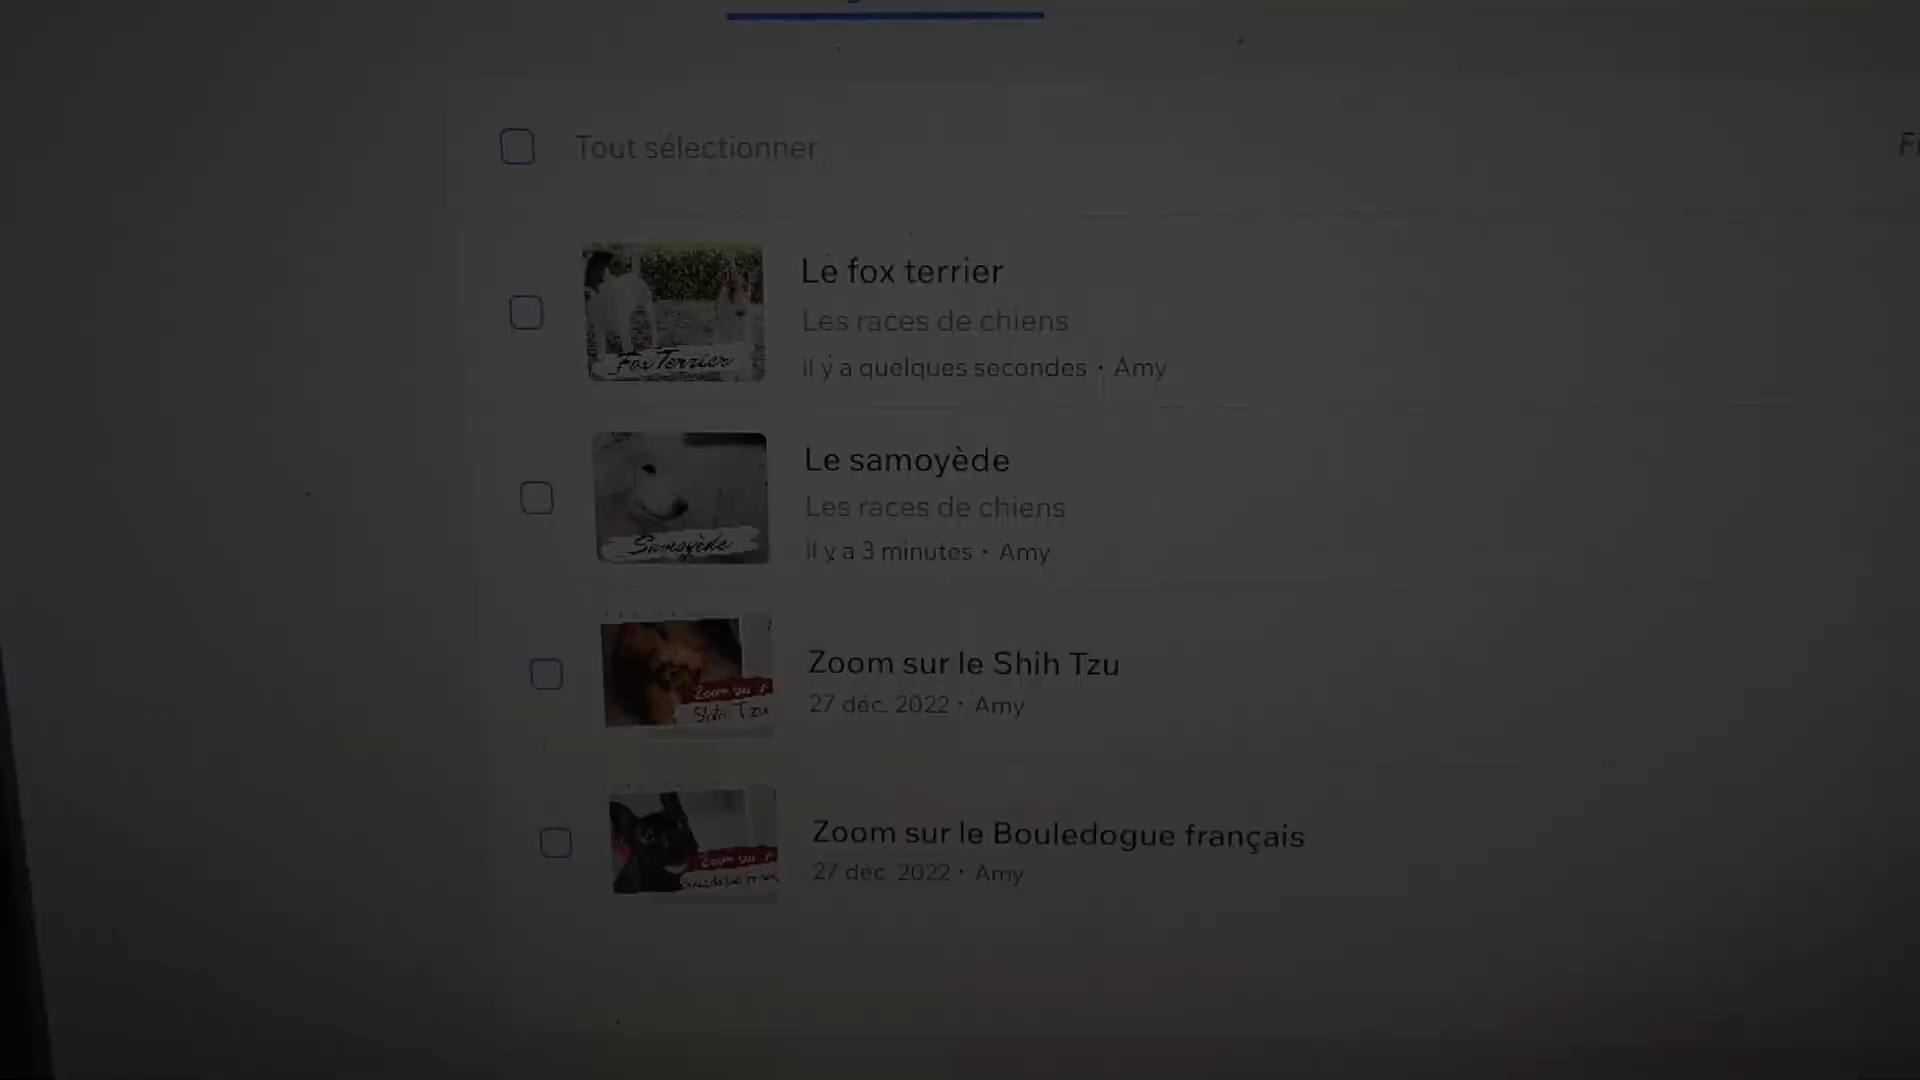 Tout sélectionner
Le fox terrier
Les races de chiens
il y a quelques secondes • Amy
Fox Terrier
Le samoyède
Les races de chiens
il y a 3 minutes • Amy
Samoyède
Zoom sur le Shih Tzu
27 déc. 2022 • Amy
Zoom sur le
Shih Tzu
Zoom sur le Bouledogue français
27 déc. 2022 • Amy
Zoom sur le